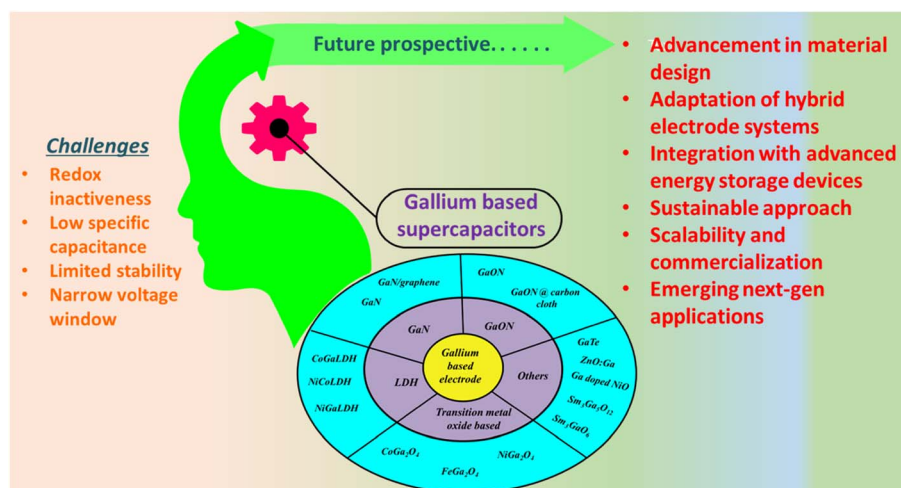 Future prospective......
Challenges
• Redox
inactiveness
• Low specific
capacitance
• Limited stability
• Narrow voltage
window
Gallium based
supercapacitors
• Advancement in material
design
• Adaptation of hybrid
electrode systems
• Integration with advanced
energy storage devices
• Sustainable approach
• Scalability and
commercialization
• Emerging next-gen
applications
GaN/graphene
GaN
GaON
GaON@ carbon
cloth
GaN
GaON
CoGaLDH
NiCoLDH
NiGaLDH
LDH
Gallium
based
electrode
Others
GaTe
ZnO:Ga
Ga doped NiO
Sm₃Ga₅O₁₂
Sm₃GaO₆
Transition metal
oxide based
CoGa₂O₄
FeGa₂O₄
NiGa₂O₄